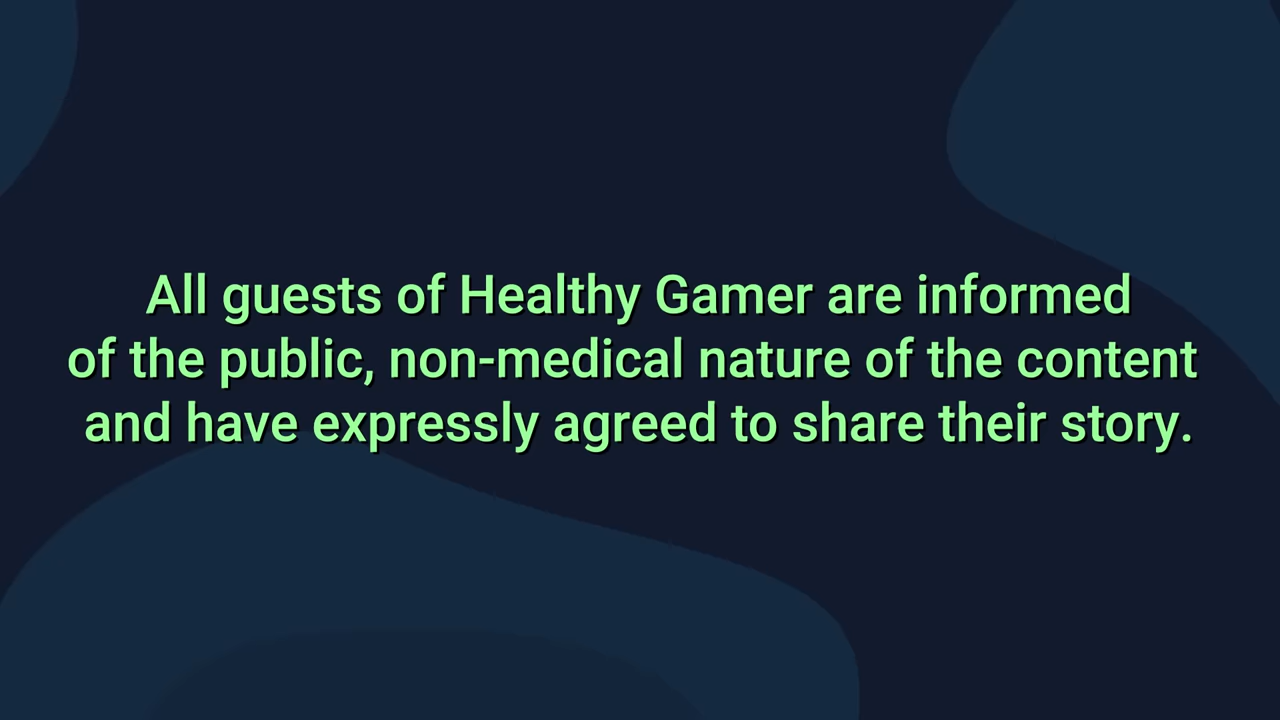 All guests of Healthy Gamer are informed
of the public, non-medical nature of the content
and have expressly agreed to share their story.